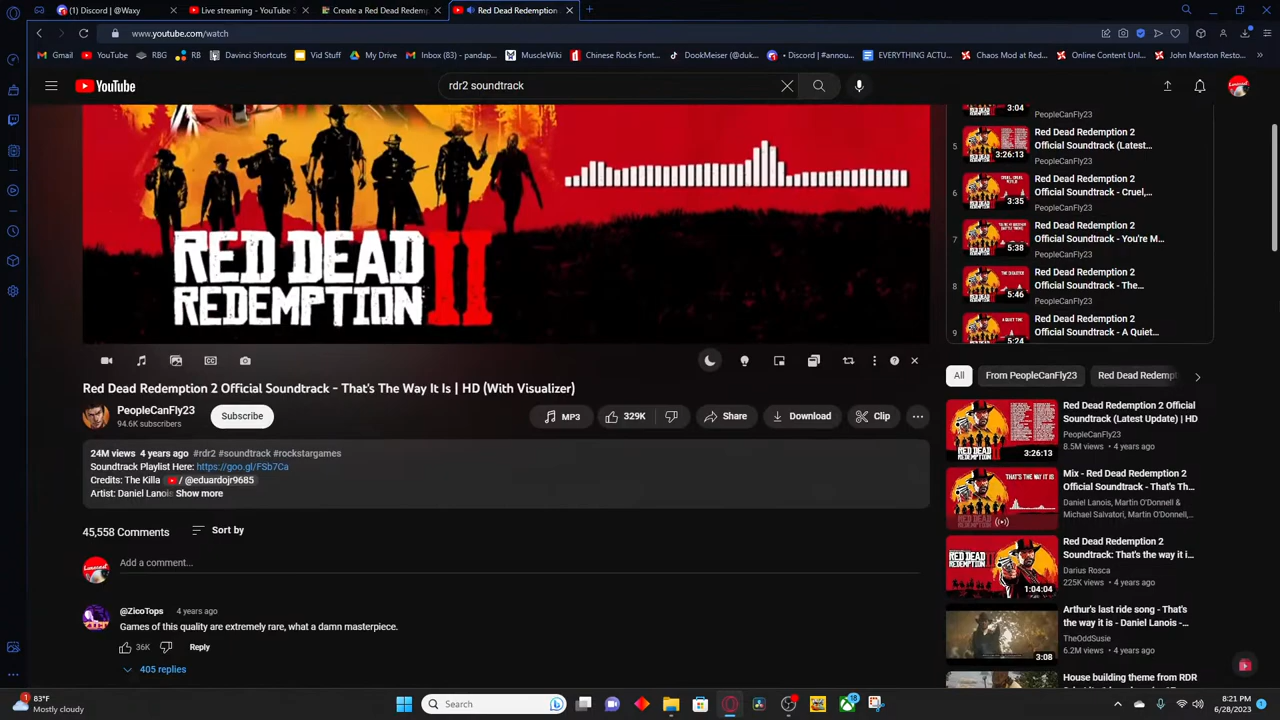 (1) Discord | @Waxy
Live streaming - YouTube S
Create a Red Dead Redemp
Red Dead Redemption
www.youtube.com/watch
Gmail
YouTube
RBG
RB
Davinci Shortcuts
Vid Stuff
My Drive
Inbox (83) - pandap...
MuscleWiki
Chinese Rocks Font...
DookMeiser (@duk...
• Discord | #annou...
EVERYTHING ACTU...
Chaos Mod at Red...
Online Content Unl...
John Marston Resto...
YouTube
rdr2 soundtrack
RED DEAD
REDEMPTION II
3:04
PeopleCanFly23
5
3:26:13
Red Dead Redemption 2
Official Soundtrack (Latest...
PeopleCanFly23
6
3:35
Red Dead Redemption 2
Official Soundtrack - Cruel,...
PeopleCanFly23
7
5:38
Red Dead Redemption 2
Official Soundtrack - You're M...
PeopleCanFly23
8
5:46
Red Dead Redemption 2
Official Soundtrack - The...
PeopleCanFly23
9
5:24
Red Dead Redemption 2
Official Soundtrack - A Quiet...
Red Dead Redemption 2 Official Soundtrack - That's The Way It Is | HD (With Visualizer)
PeopleCanFly23
94.6K subscribers
Subscribe
MP3
329K
Share
Download
Clip
24M views 4 years ago #rdr2 #soundtrack #rockstargames
Soundtrack Playlist Here: https://goo.gl/FSb7Ca
Credits: The Killa / @eduardojr9685
Artist: Daniel Lanois Show more
45,558 Comments
Sort by
Add a comment...
@ZicoTops 4 years ago
Games of this quality are extremely rare, what a damn masterpiece.
36K
Reply
405 replies
All
From PeopleCanFly23
Red Dead Redempt
Red Dead Redemption 2 Official
Soundtrack (Latest Update) | HD
PeopleCanFly23
8.5M views • 4 years ago
3:26:13
THAT'S THE WAY IT IS
Mix - Red Dead Redemption 2
Official Soundtrack - That's Th...
Daniel Lanois, Martin O'Donnell &
Michael Salvatori, Martin O'Donnell,...
Red Dead Redemption 2
Soundtrack: That's the way it i...
Darius Rosca
225K views • 4 years ago
1:04:04
Arthur's last ride song - That's
the way it is - Daniel Lanois -...
TheOddSusie
6.2M views • 4 years ago
3:08
House building theme from RDR
83°F
Mostly cloudy
Search
18
8:21 PM
6/28/2023